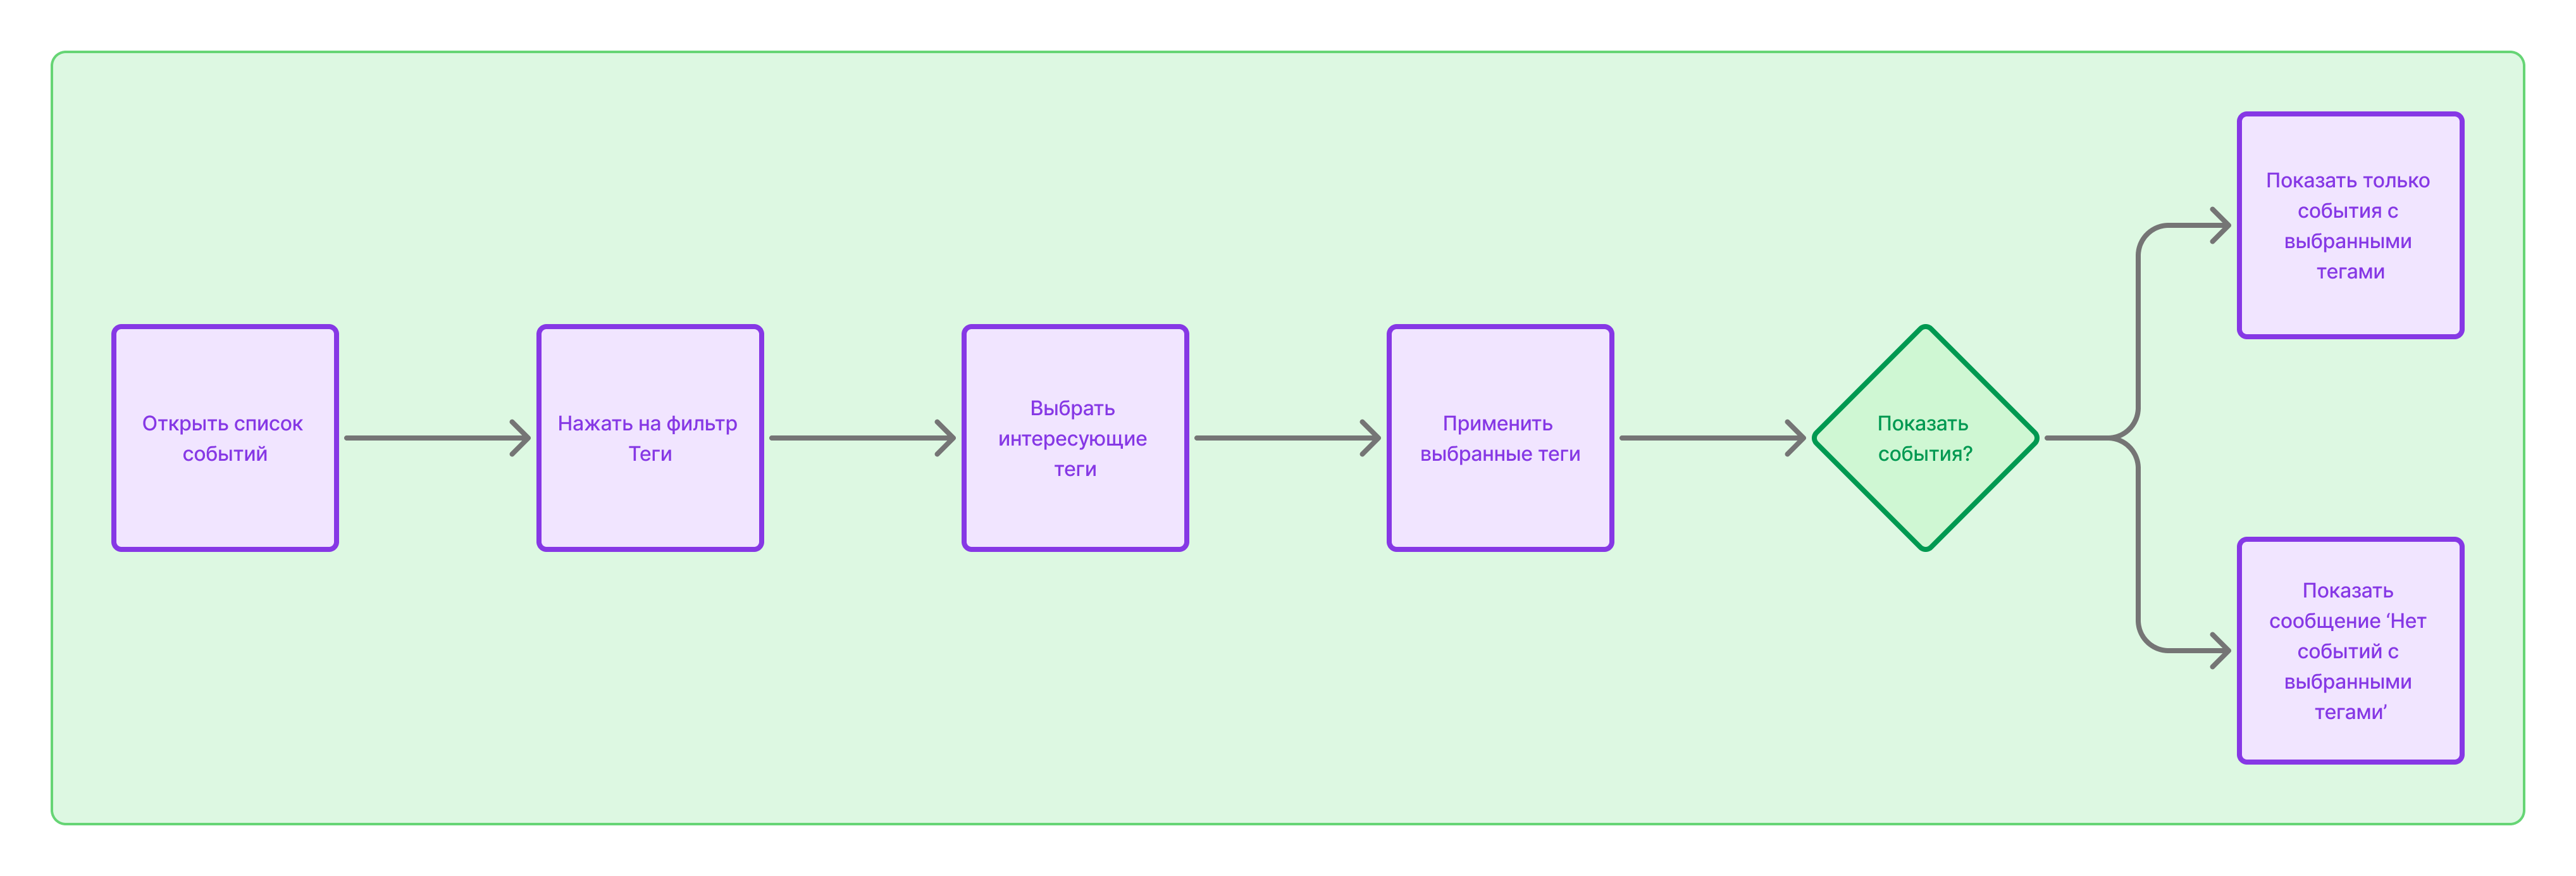 Открыть список
событий
Нажать на фильтр
Теги
Выбрать
интересующие
теги
Применить
выбранные теги
Показать
события?
Показать только
события с
выбранными
тегами
Показать
сообщение ‘Нет
событий с
выбранными
тегами’